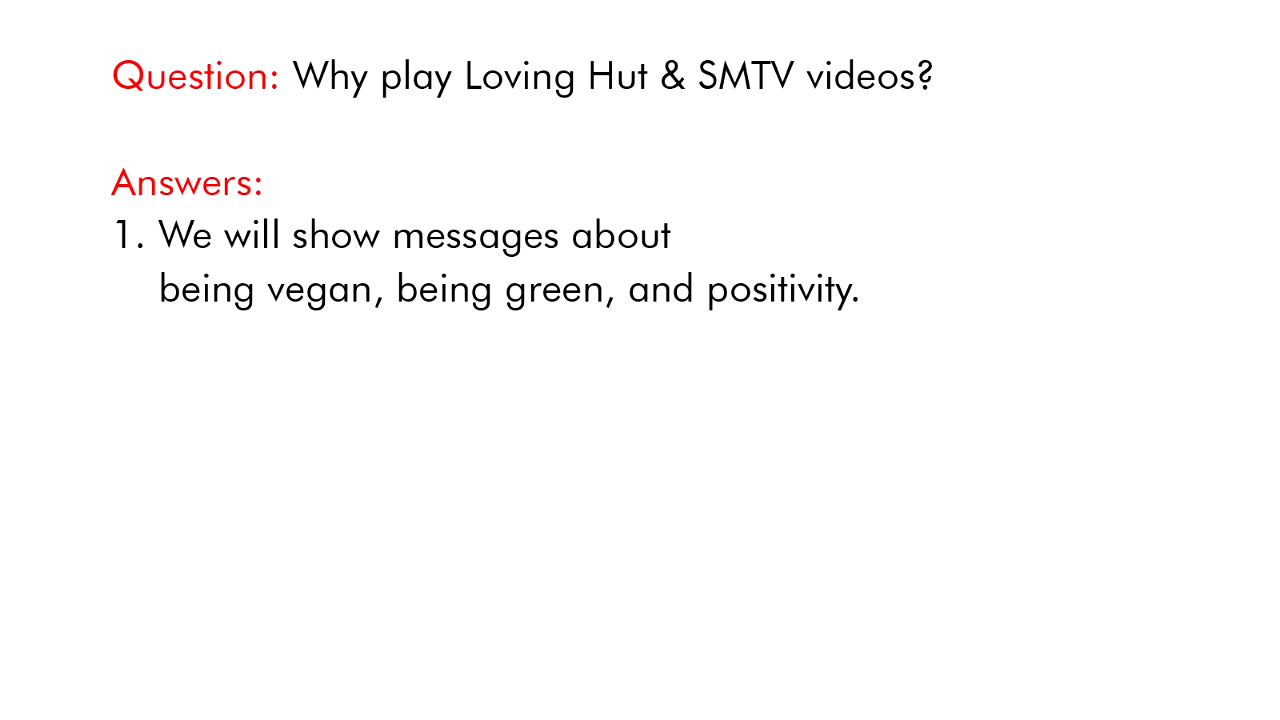 Question: Why play Loving Hut & SMTV videos?
Answers:
1. We will show messages about
being vegan, being green, and positivity.